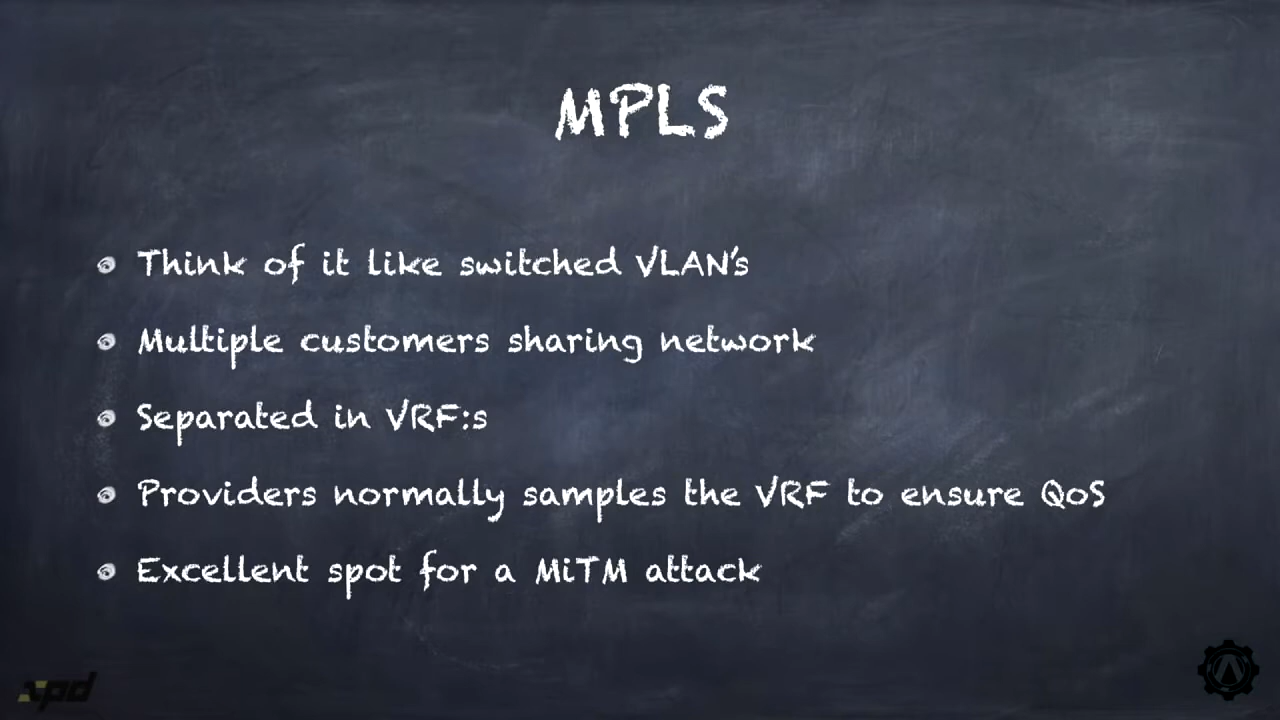 MPLS
Think of it like switched VLAN's
Multiple customers sharing network
Separated in VRF:s
Providers normally samples the VRF to ensure QoS
Excellent spot for a MiTM attack
xpd